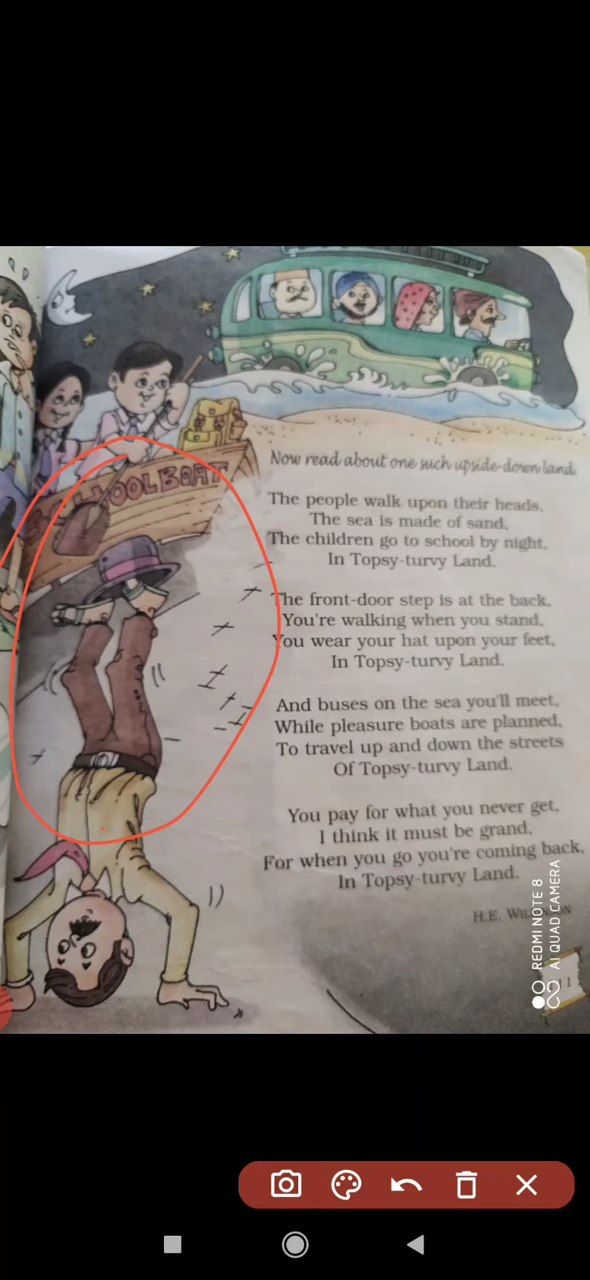 SCHOOL BOAT
Now read about one such upside-down land.
The people walk upon their heads,
The sea is made of sand,
The children go to school by night,
In Topsy-turvy Land.
The front-door step is at the back,
You're walking when you stand,
You wear your hat upon your feet,
In Topsy-turvy Land.
And buses on the sea you'll meet,
While pleasure boats are planned,
To travel up and down the streets
Of Topsy-turvy Land.
You pay for what you never get,
I think it must be grand,
For when you go you're coming back,
In Topsy-turvy Land.
H.E.
REDMI NOTE 8
AI QUAD CAMERA